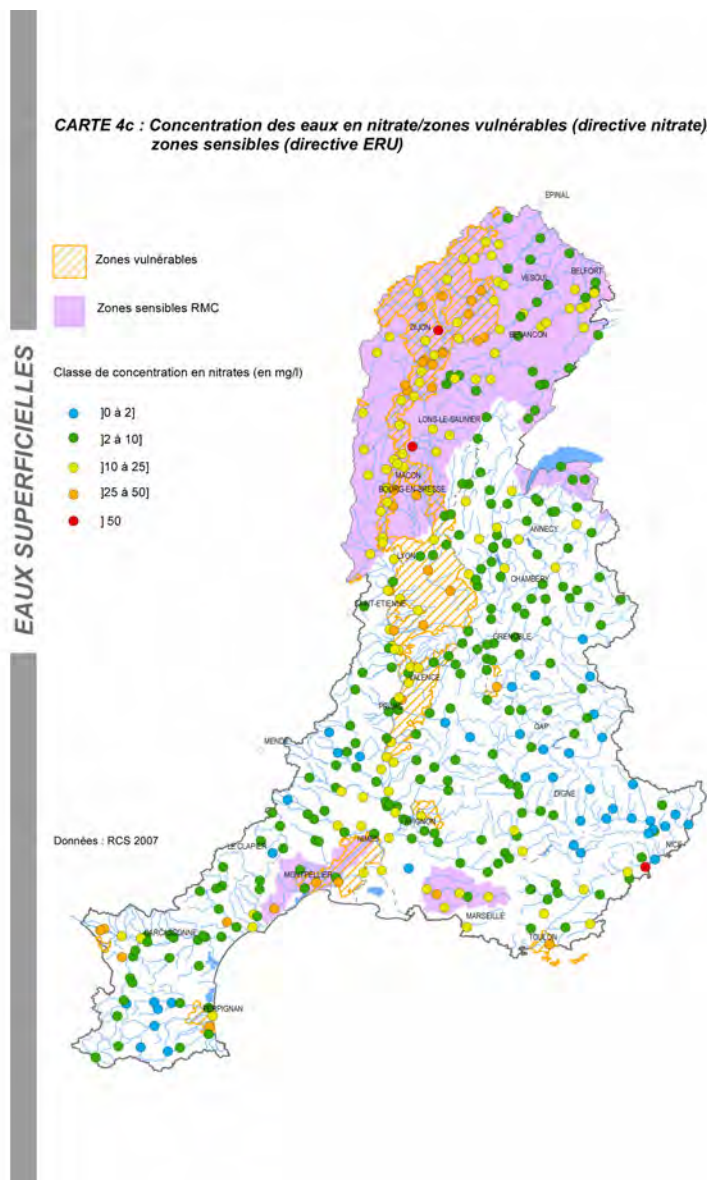 CARTE 4c : Concentration des eaux en nitrate/zones vulnérables (directive nitrate)
zones sensibles (directive ERU)
EAUX SUPERFICIELLES
Zones vulnérables
Zones sensibles RMC
Classe de concentration en nitrates (en mg/l)
]0 à 2]
]2 à 10]
]10 à 25]
]25 à 50]
] 50
Données : RCS 2007
EPINAL
VESOUL
BELFORT
DIJON
BESANCON
LONS-LE-SAUNIER
MACON
BOURG-EN-BRESSE
ANNECY
LYON
CHAMBERY
SAINT-ETIENNE
GRENOBLE
VALENCE
PRIVAS
GAP
MENDE
DIGNE
AVIGNON
NIMES
NICE
LE CLAPIER
MONTPELLIER
MARSEILLE
CARCASSONNE
TOULON
PERPIGNAN